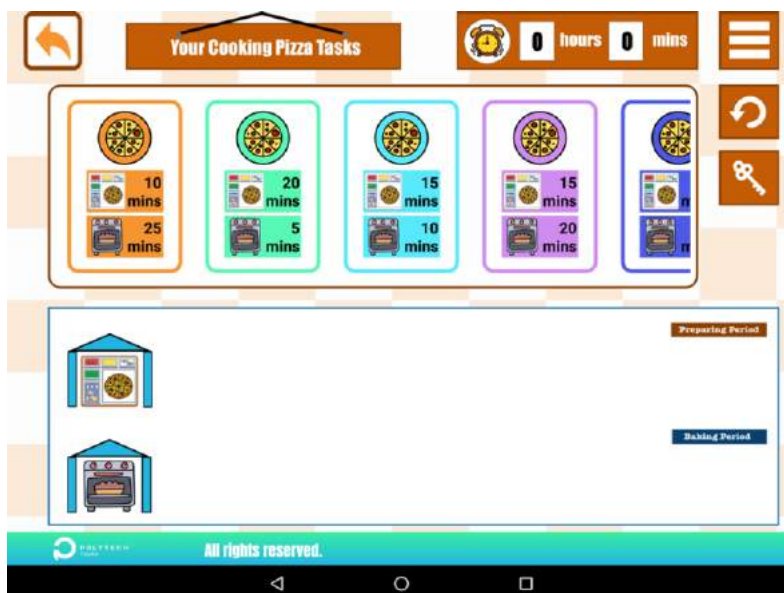 Your Cooking Pizza Tasks
0 hours 0 mins
10 mins
25 mins
20 mins
5 mins
15 mins
10 mins
15 mins
20 mins
Preparing Period
Baking Period
POLYTECH
All rights reserved.